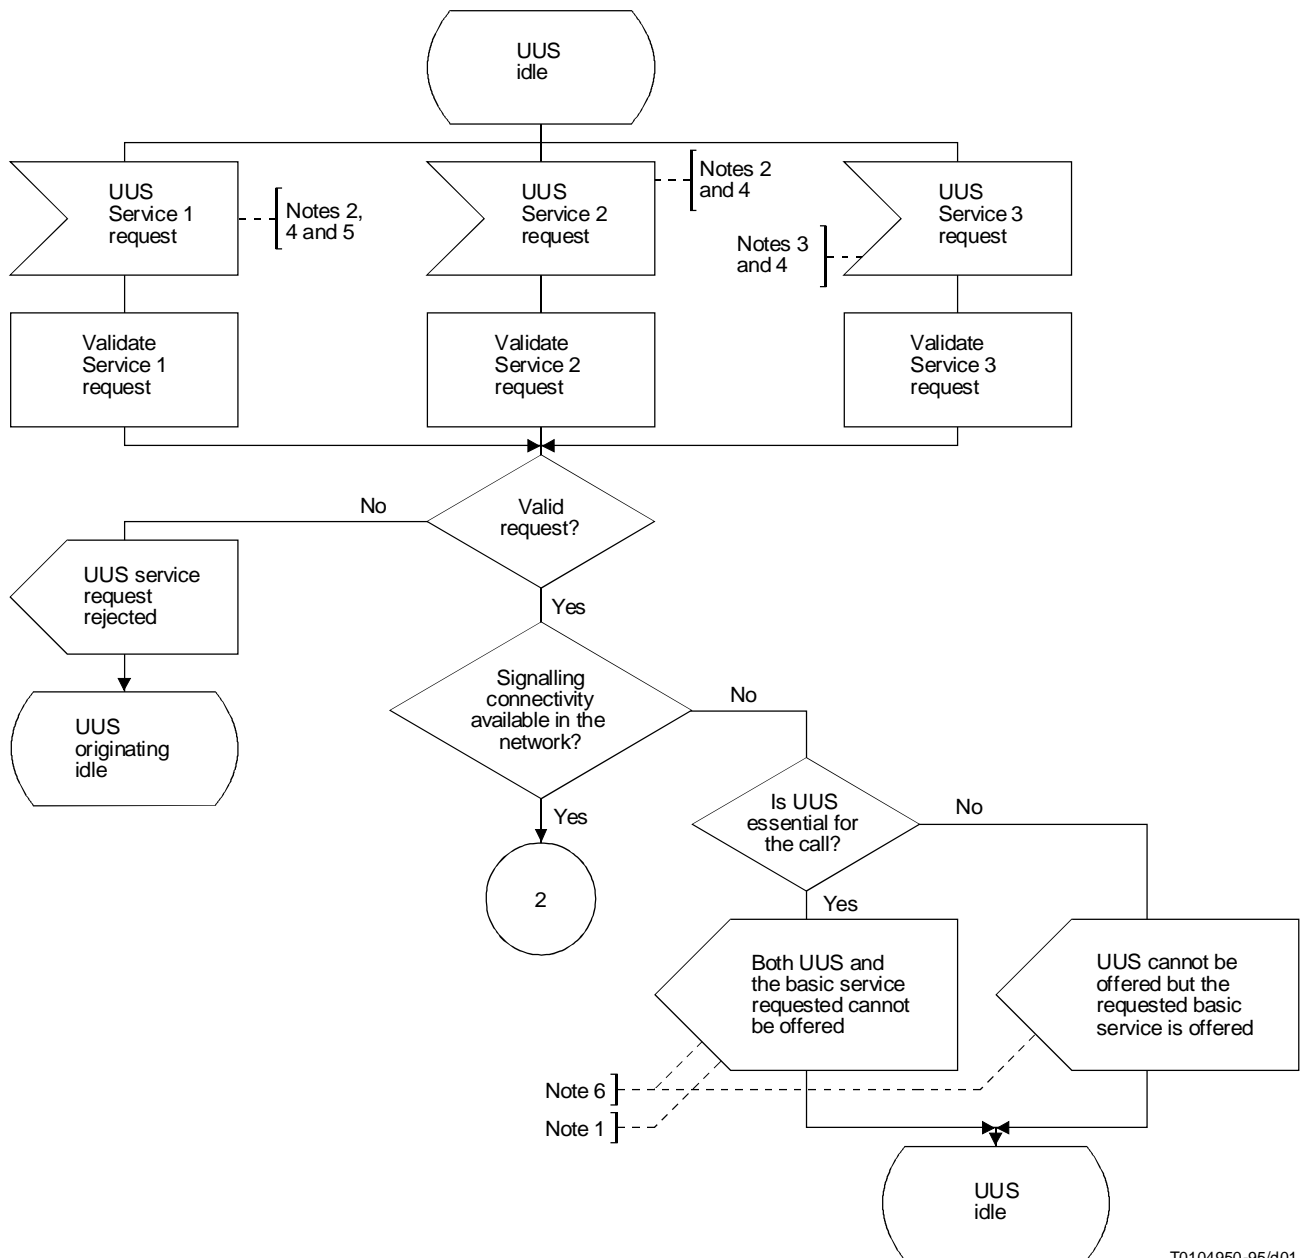 UUS
idle
UUS
Service 1
request
Notes 2,
4 and 5
UUS
Service 2
request
Notes 2
and 4
Notes 3
and 4
UUS
Service 3
request
Validate
Service 1
request
Validate
Service 2
request
Validate
Service 3
request
No
Valid
request?
UUS service
request
rejected
Yes
Signalling
connectivity
available in the
network?
No
UUS
originating
idle
Yes
Is UUS
essential for
the call?
No
2
Yes
Both UUS and
the basic service
requested cannot
be offered
UUS cannot be
offered but the
requested basic
service is offered
Note 6
Note 1
UUS
idle
T0104950-95/d01